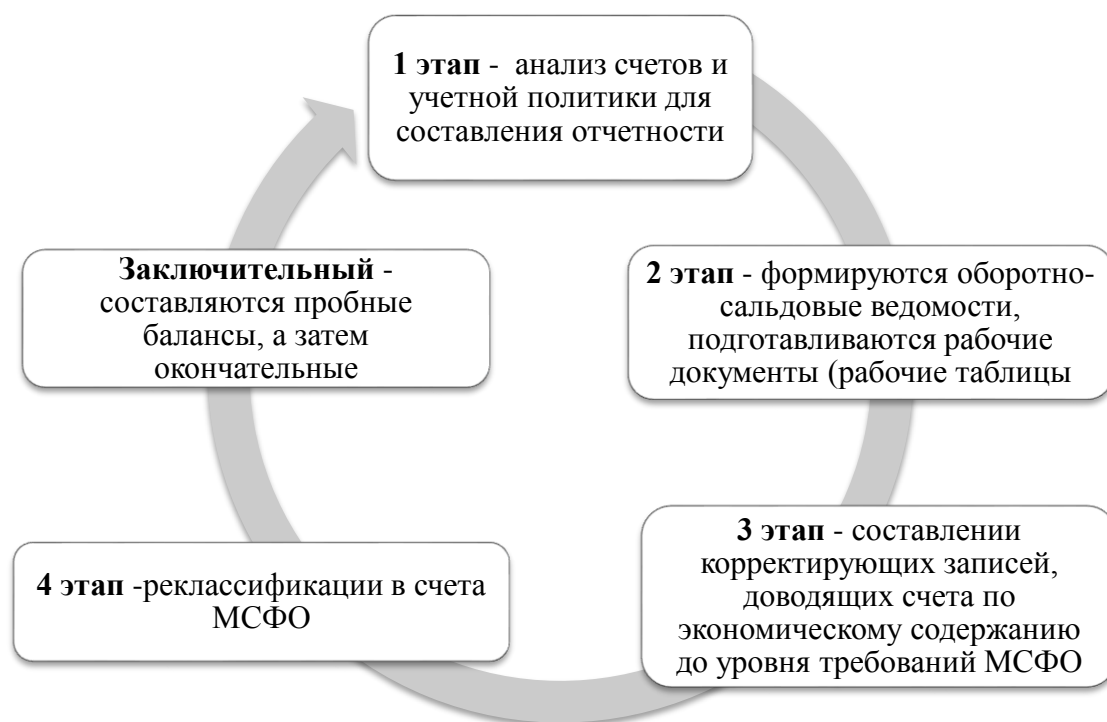 1 этап - анализ счетов и
учетной политики для
составления отчетности
2 этап - формируются оборотно-
сальдовые ведомости,
подготавливаются рабочие
документы (рабочие таблицы
3 этап - составлении
корректирующих записей,
доводящих счета по
экономическому содержанию
до уровня требований МСФО
4 этап -реклассификации в счета
МСФО
Заключительный -
составляются пробные
балансы, а затем
окончательные